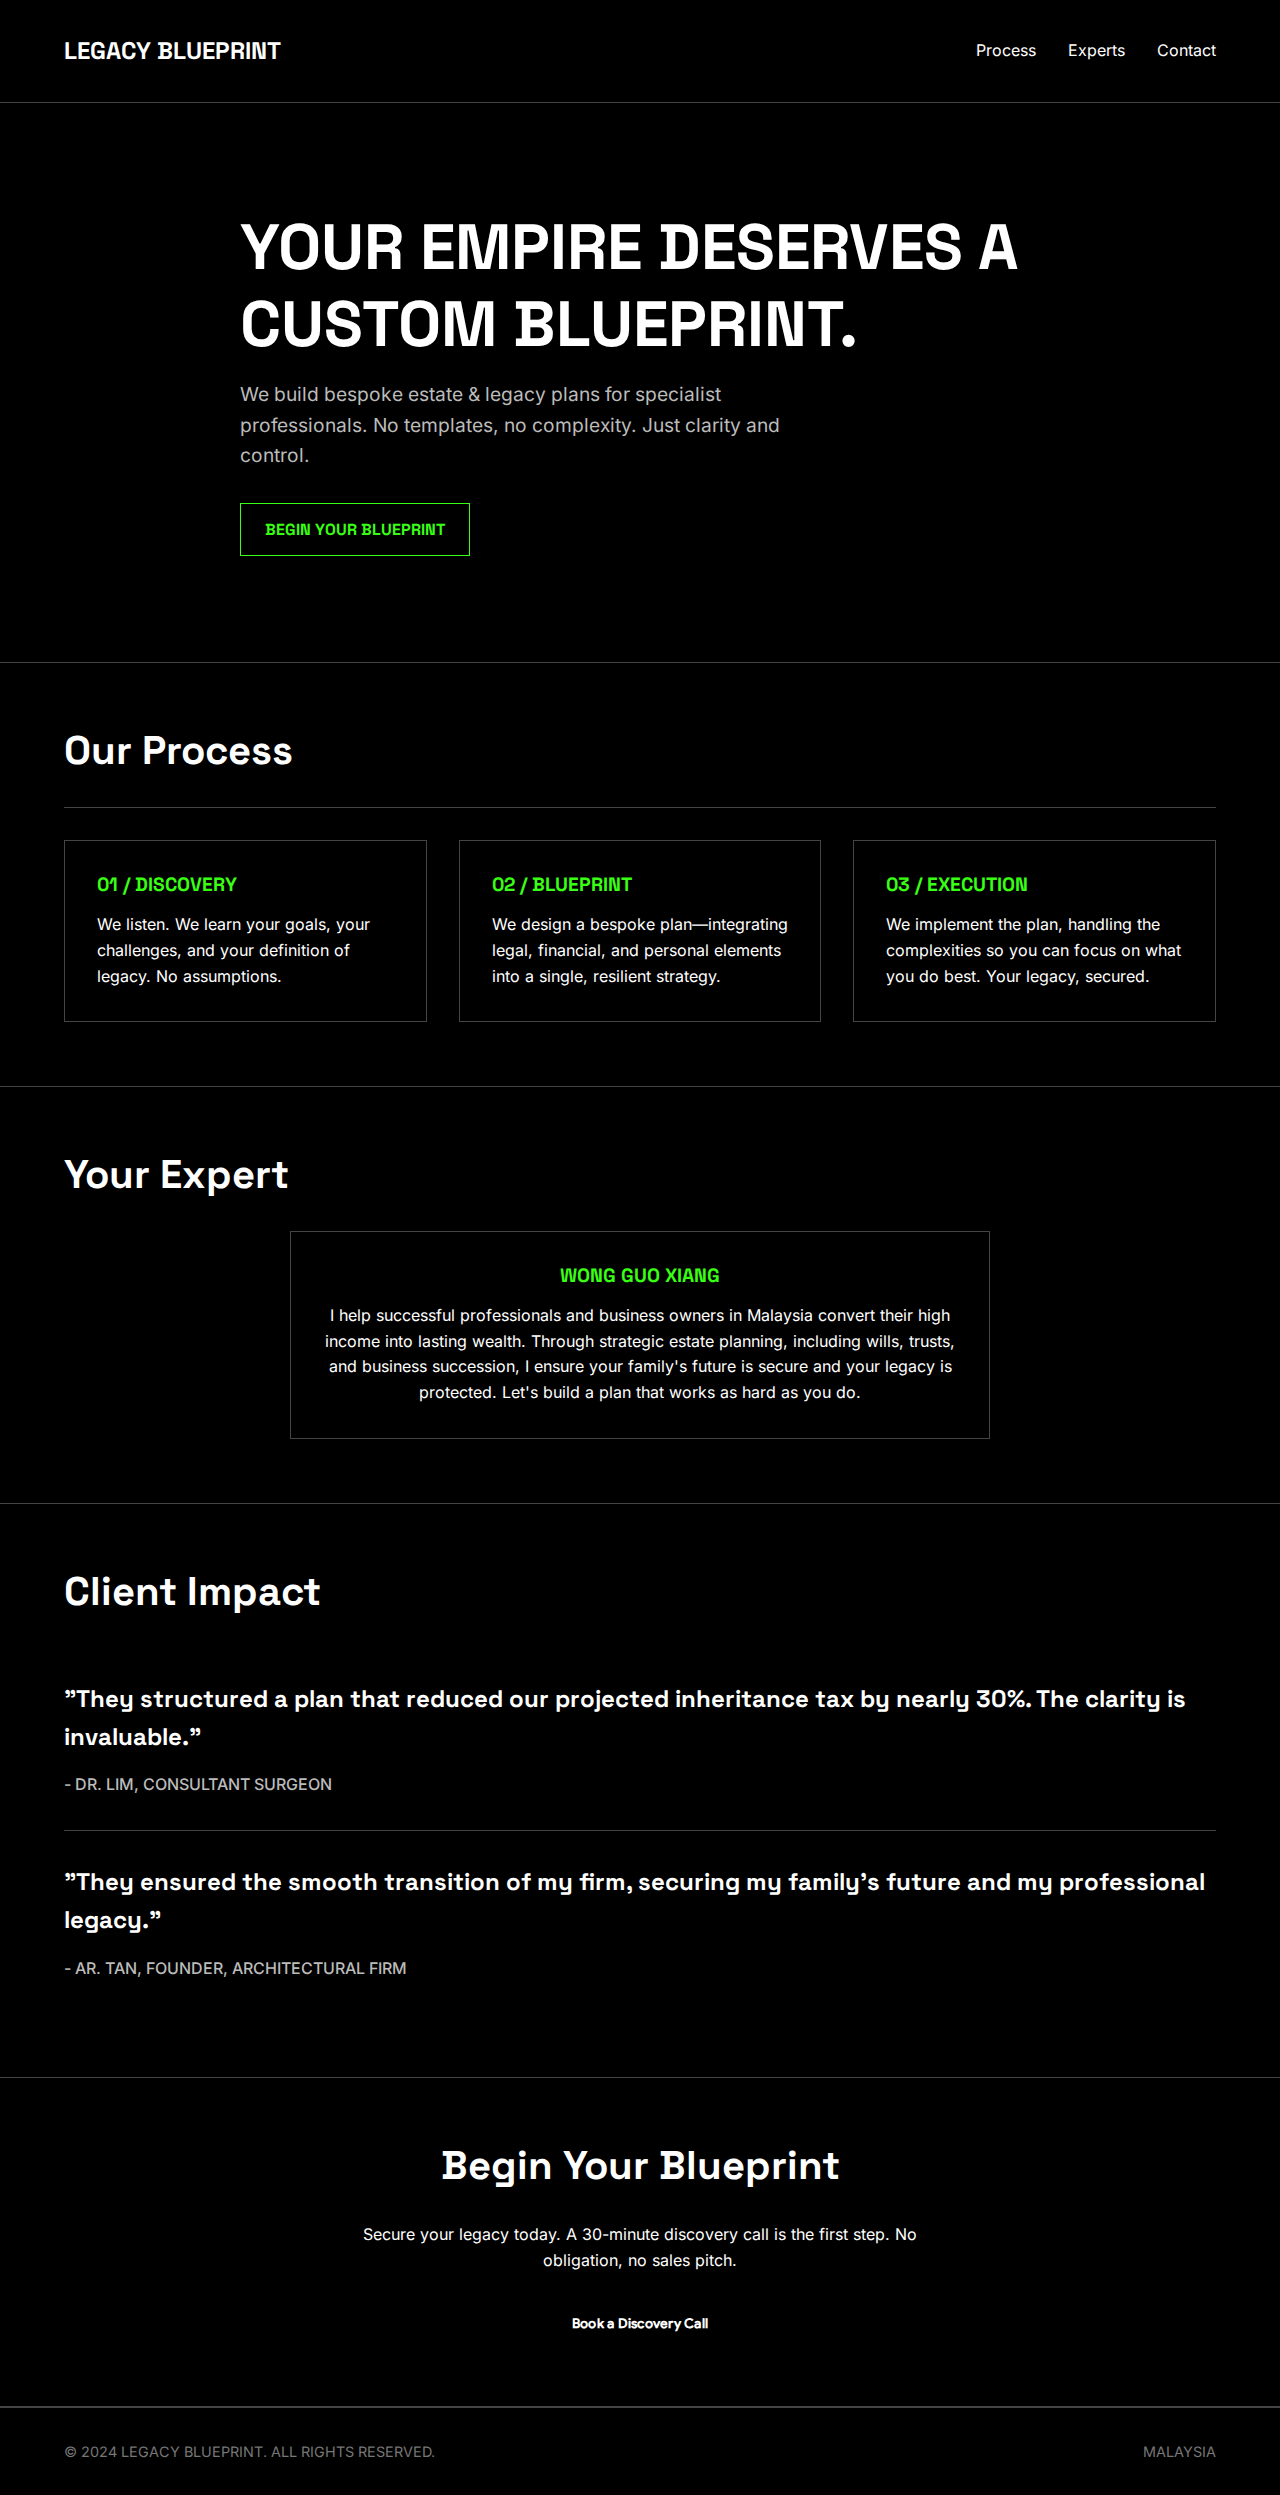 LEGACY BLUEPRINT
Process Experts Contact
YOUR EMPIRE DESERVES A
CUSTOM BLUEPRINT.
We build bespoke estate & legacy plans for specialist
professionals. No templates, no complexity. Just clarity and
control.
BEGIN YOUR BLUEPRINT
Our Process
01 / DISCOVERY
We listen. We learn your goals, your
challenges, and your definition of
legacy. No assumptions.
02 / BLUEPRINT
We design a bespoke plan—integrating
legal, financial, and personal elements
into a single, resilient strategy.
03 / EXECUTION
We implement the plan, handling the
complexities so you can focus on what
you do best. Your legacy, secured.
Your Expert
WONG GUO XIANG
I help successful professionals and business owners in Malaysia convert their high
income into lasting wealth. Through strategic estate planning, including wills, trusts,
and business succession, I ensure your family's future is secure and your legacy is
protected. Let's build a plan that works as hard as you do.
Client Impact
"They structured a plan that reduced our projected inheritance tax by nearly 30%. The clarity is
invaluable."
- DR. LIM, CONSULTANT SURGEON
"They ensured the smooth transition of my firm, securing my family's future and my professional
legacy."
- AR. TAN, FOUNDER, ARCHITECTURAL FIRM
Begin Your Blueprint
Secure your legacy today. A 30-minute discovery call is the first step. No
obligation, no sales pitch.
Book a Discovery Call
© 2024 LEGACY BLUEPRINT. ALL RIGHTS RESERVED.
MALAYSIA